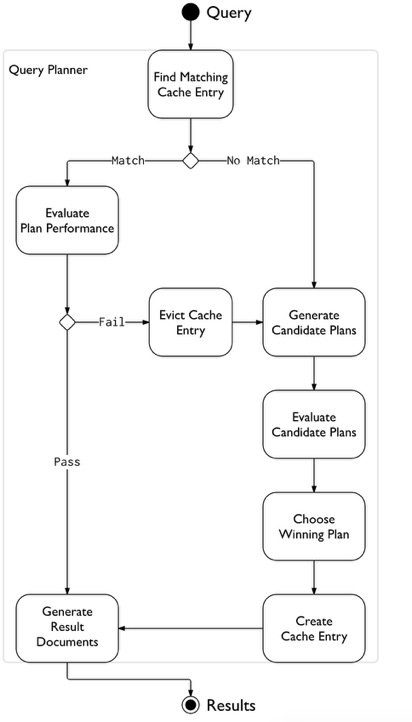 Query
Query Planner
Find Matching
Cache Entry
Match
No Match
Evaluate
Plan Performance
Fail
Evict Cache
Entry
Generate
Candidate Plans
Evaluate
Candidate Plans
Pass
Choose
Winning Plan
Generate
Result
Documents
Create
Cache Entry
Results